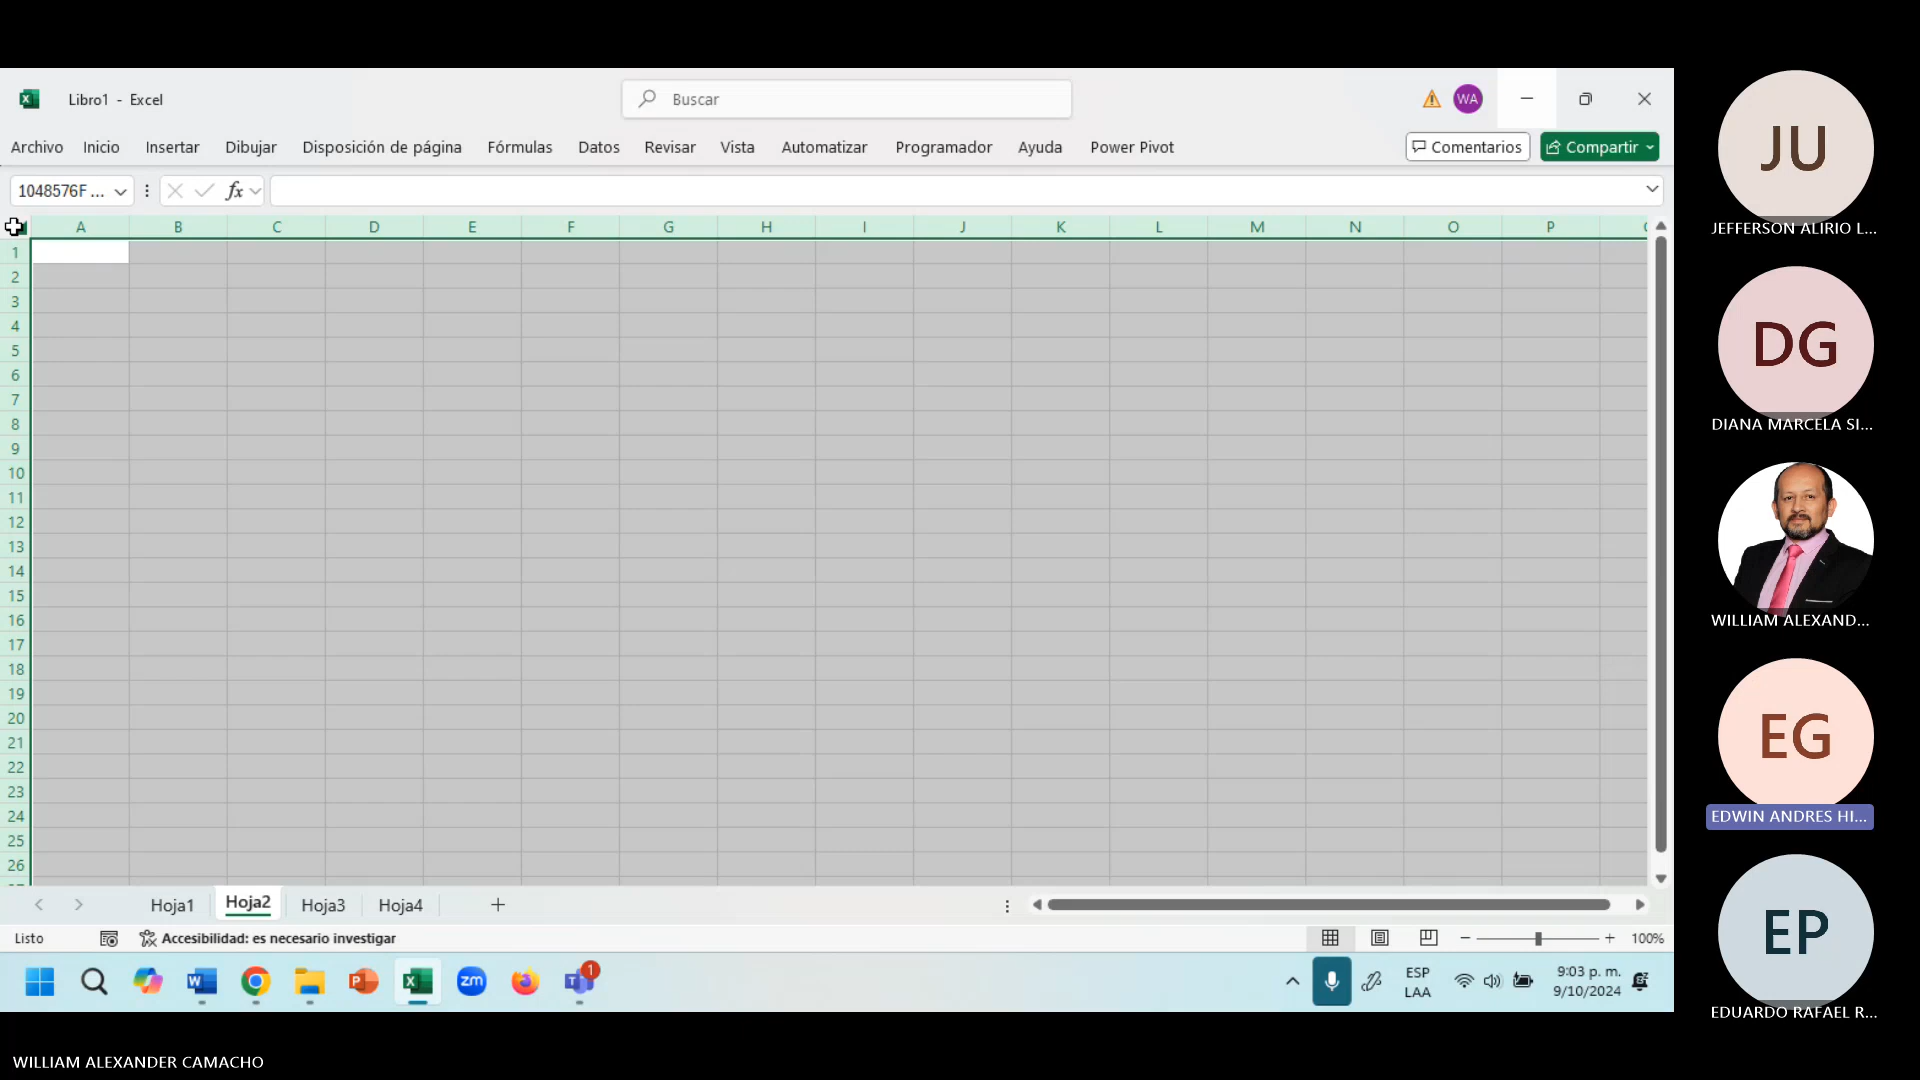 Libro1 - Excel
Buscar
WA
Archivo Inicio Insertar Dibujar Disposición de página Fórmulas Datos Revisar Vista Automatizar Programador Ayuda Power Pivot
Comentarios Compartir
1048576F ...
fx
A B C D E F G H I J K L M N O P
1
2
3
4
5
6
7
8
9
10
11
12
13
14
15
16
17
18
19
20
21
22
23
24
25
26
Hoja1 Hoja2 Hoja3 Hoja4
Listo
Accesibilidad: es necesario investigar
100%
zm
1
ESP
LAA
9:03 p. m.
9/10/2024
JU
JEFFERSON ALIRIO L...
DG
DIANA MARCELA SI...
WILLIAM ALEXAND...
EG
EDWIN ANDRES HI...
EP
EDUARDO RAFAEL R...
WILLIAM ALEXANDER CAMACHO